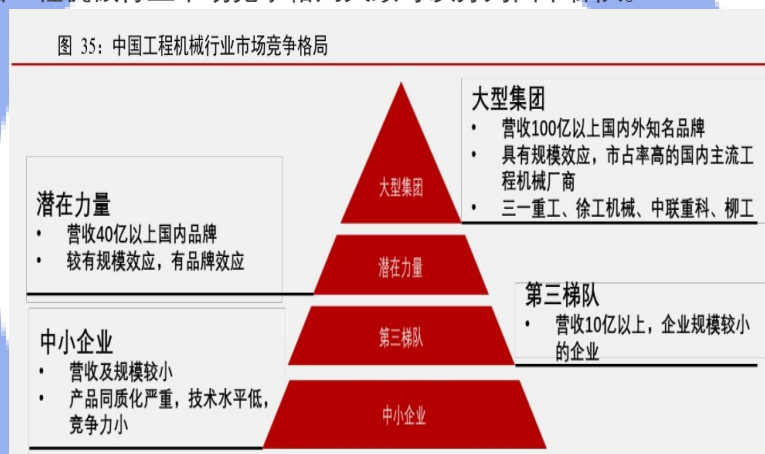 图 35：中国工程机械行业市场竞争格局
大型集团
• 营收100亿以上国内外知名品牌
• 具有规模效应，市占率高的国内主流工
程机械厂商
• 三一重工、徐工机械、中联重科、柳工
大型集团
潜在力量
• 营收40亿以上国内品牌
• 较有规模效应，有品牌效应
潜在力量
第三梯队
• 营收10亿以上，企业规模较小
的企业
第三梯队
中小企业
• 营收及规模较小
• 产品同质化严重，技术水平低，
竞争力小
中小企业